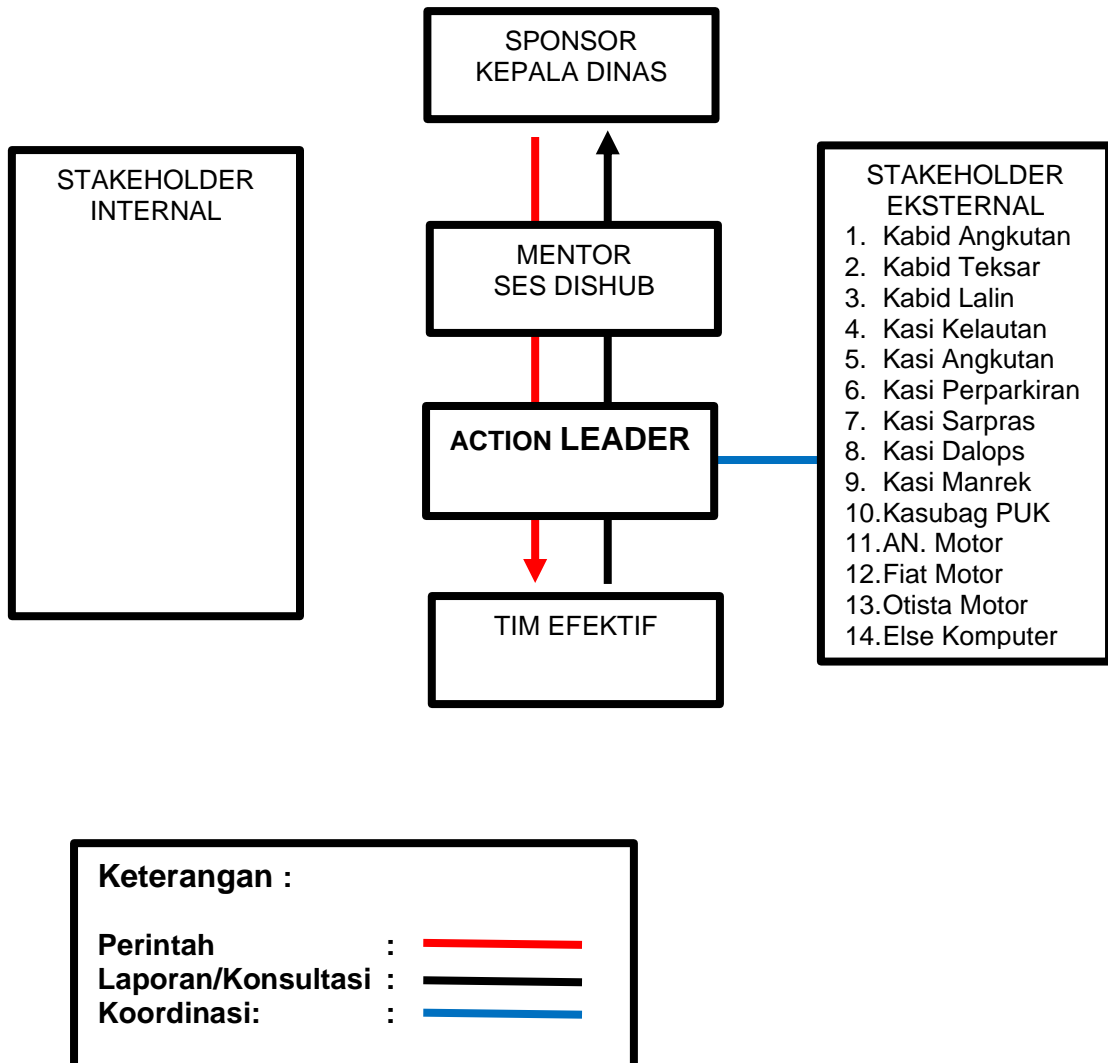 SPONSOR
KEPALA DINAS
STAKEHOLDER
INTERNAL
MENTOR
SES DISHUB
ACTION LEADER
TIM EFEKTIF
STAKEHOLDER
EKSTERNAL
1. Kabid Angkutan
2. Kabid Teksar
3. Kabid Lalin
4. Kasi Kelautan
5. Kasi Angkutan
6. Kasi Perparkiran
7. Kasi Sarpras
8. Kasi Dalops
9. Kasi Manrek
10.Kasubag PUK
11.AN. Motor
12.Fiat Motor
13.Otista Motor
14.Else Komputer
Keterangan :
Perintah :
Laporan/Konsultasi :
Koordinasi: :